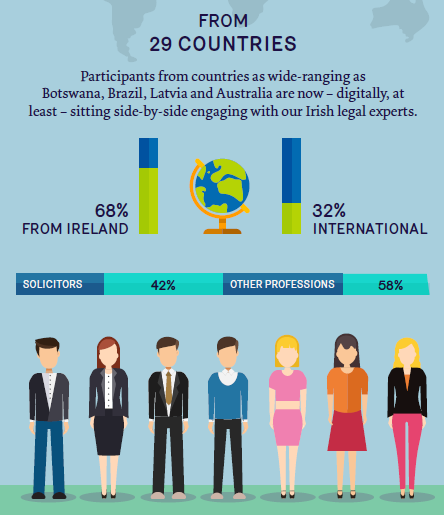 FROM
29 COUNTRIES
Participants from countries as wide-ranging as
Botswana, Brazil, Latvia and Australia are now – digitally, at
least – sitting side-by-side engaging with our Irish legal experts.
68%
FROM IRELAND
32%
INTERNATIONAL
SOLICITORS 42% OTHER PROFESSIONS 58%